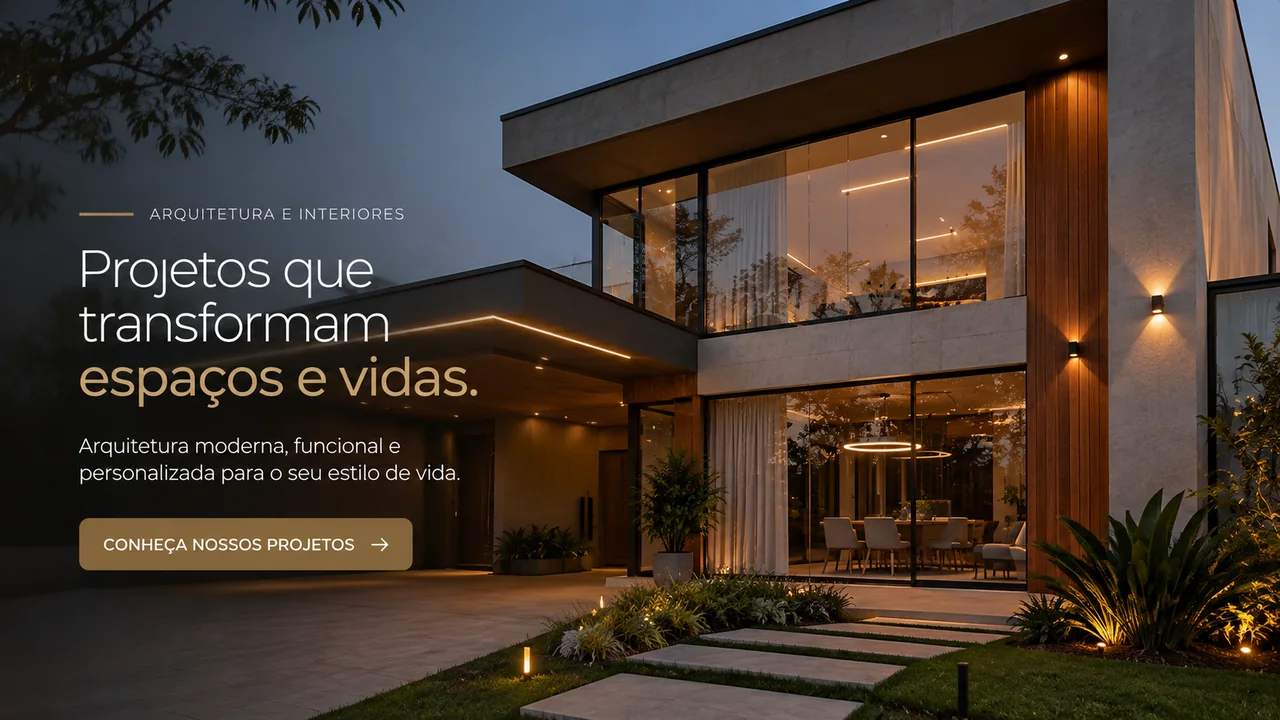 ARQUITETURA E INTERIORES
Projetos que
transformam
espaços e vidas.
Arquitetura moderna, funcional e
personalizada para o seu estilo de vida.
CONHEÇA NOSSOS PROJETOS →